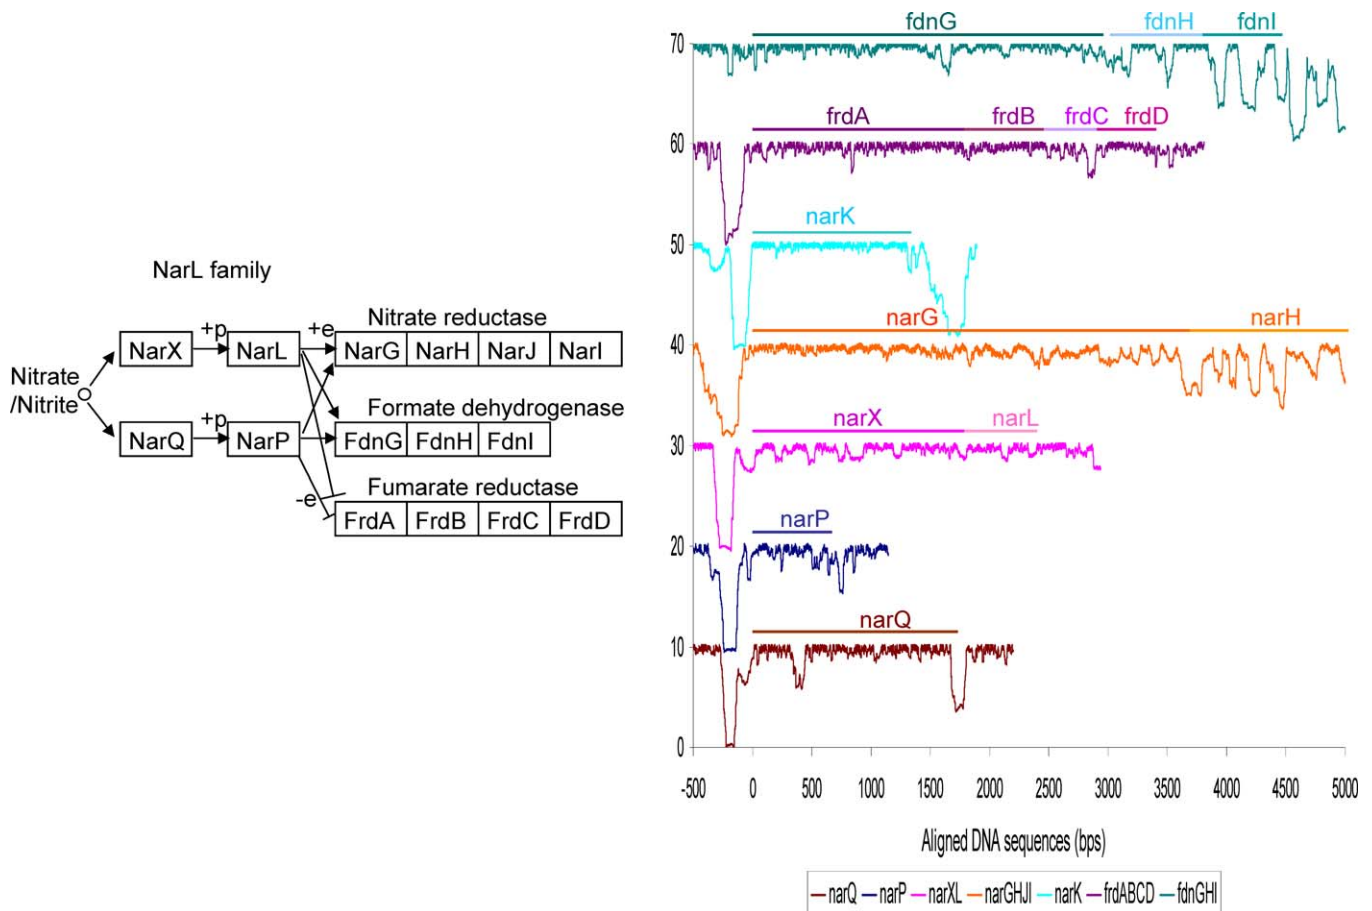 NarL family
+p +e Nitrate reductase
NarX NarL NarG NarH NarJ NarI
Nitrate
/Nitrite
Formate dehydrogenase
+p
NarQ NarP FdnG FdnH FdnI
Fumarate reductase
-e
FrdA FrdB FrdC FrdD
fdnG fdnH fdnI
70
frdA frdB frdC frdD
60
narK
50
narG narH
40
narX narL
30
narP
20
narQ
10
0
-500 0 500 1000 1500 2000 2500 3000 3500 4000 4500 5000
Aligned DNA sequences (bps)
narQ narP narXL narGHJI narK frdABCD fdnGHI